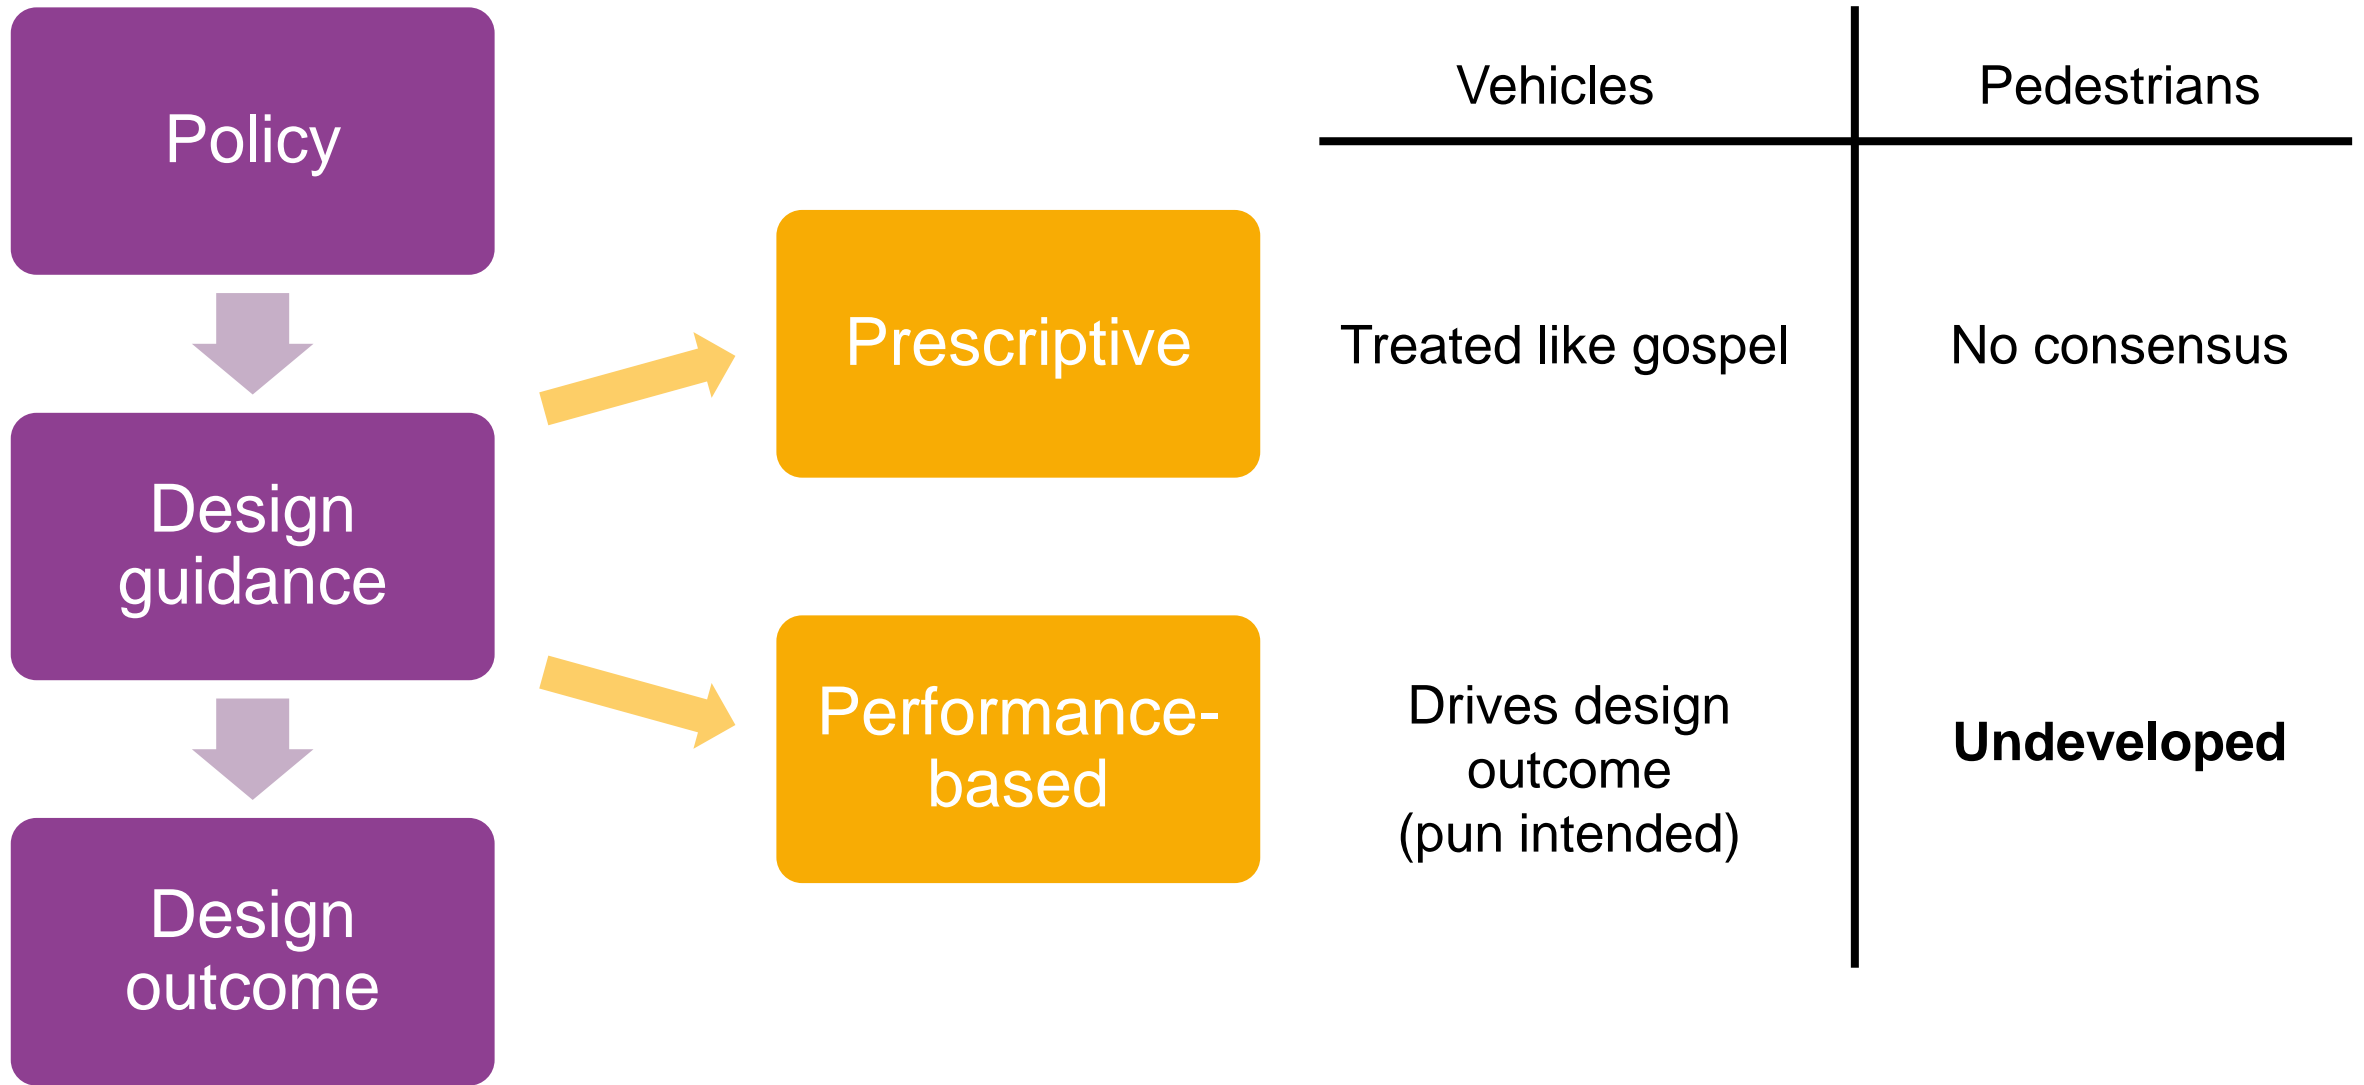 Policy
Design
guidance
Design
outcome
Prescriptive
Performance-
based
Vehicles
Pedestrians
Treated like gospel
No consensus
Drives design
outcome
(pun intended)
Undeveloped